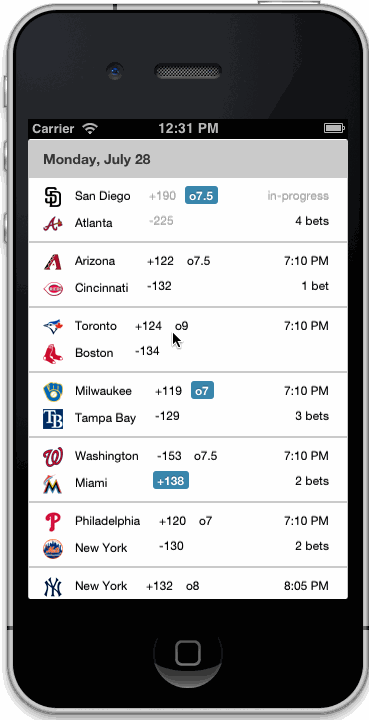 Carrier 12:31 PM
Monday, July 28
San Diego +190 o7.5 in-progress
Atlanta -225 4 bets
Arizona +122 o7.5 7:10 PM
Cincinnati -132 1 bet
Toronto +124 o9 7:10 PM
Boston -134
Milwaukee +119 o7 7:10 PM
Tampa Bay -129 3 bets
Washington -153 o7.5 7:10 PM
Miami +138 2 bets
Philadelphia +120 o7 7:10 PM
New York -130 2 bets
New York +132 o8 8:05 PM